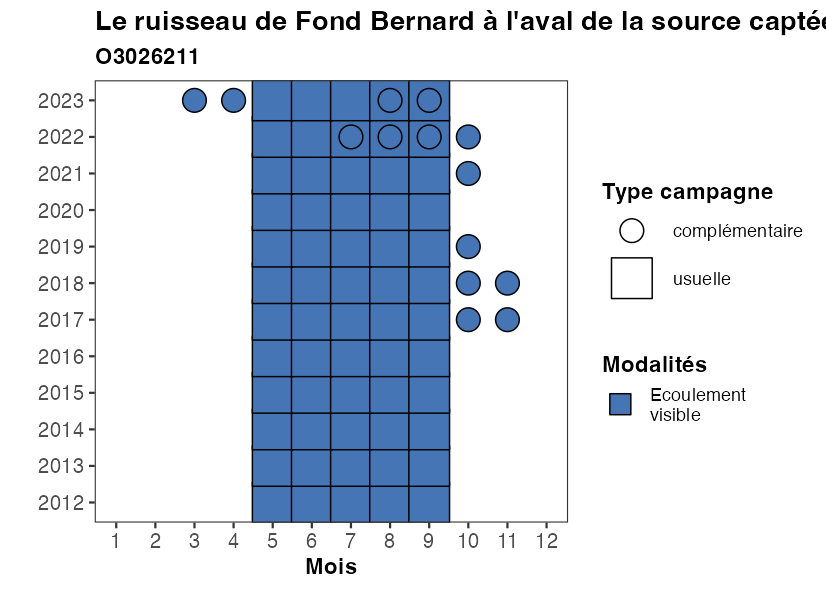 Le ruisseau de Fond Bernard à l'aval de la source captée
O3026211
2023
2022
2021
2020
2019
2018
2017
2016
2015
2014
2013
2012
1 2 3 4 5 6 7 8 9 10 11 12
Mois
Type campagne
complémentaire
usuelle
Modalités
Ecoulement
visible